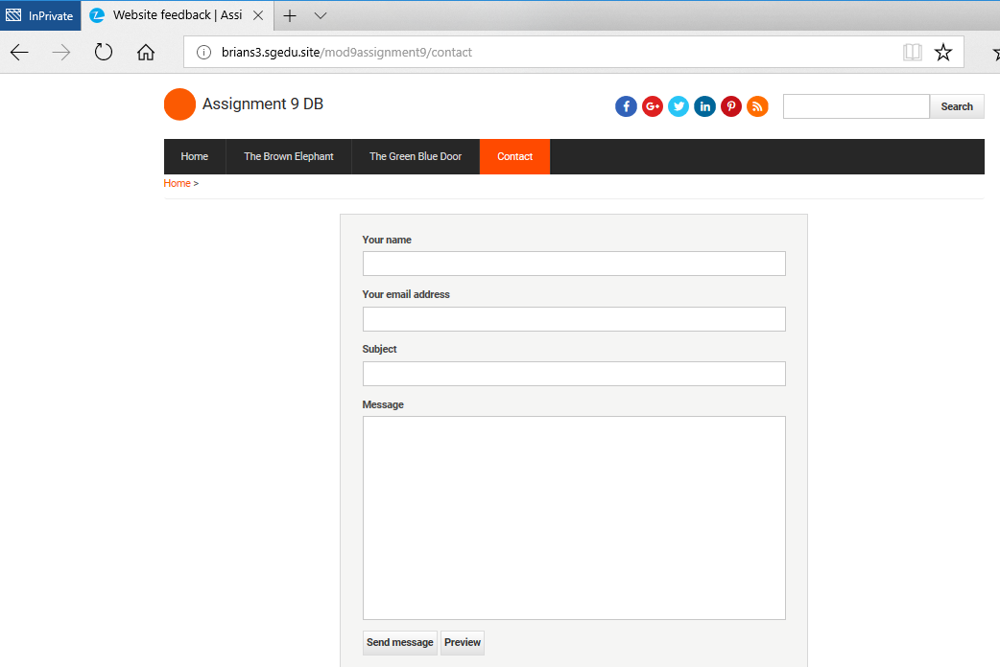 InPrivate
Website feedback | Assi
brians3.sgedu.site/mod9assignment9/contact
Assignment 9 DB
Search
Home
The Brown Elephant
The Green Blue Door
Contact
Home >
Your name
Your email address
Subject
Message
Send message
Preview